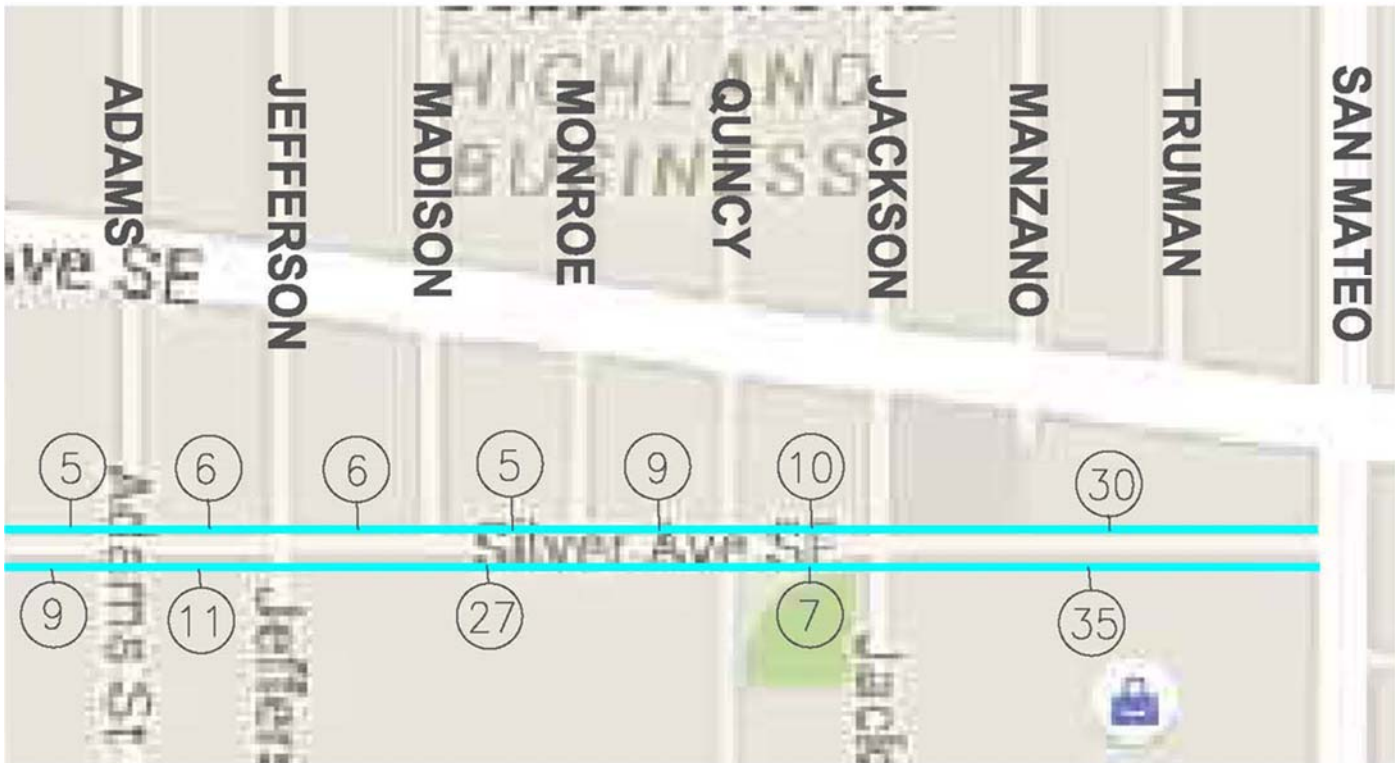 HIGHLAND
BUSINESS
ADAMS
JEFFERSON
MADISON
MONROE
QUINCY
JACKSON
MANZANO
TRUMAN
SAN MATEO
Ave SE
5
6
6
5
9
10
30
Silver Ave SE
9
11
27
7
35
Adams St